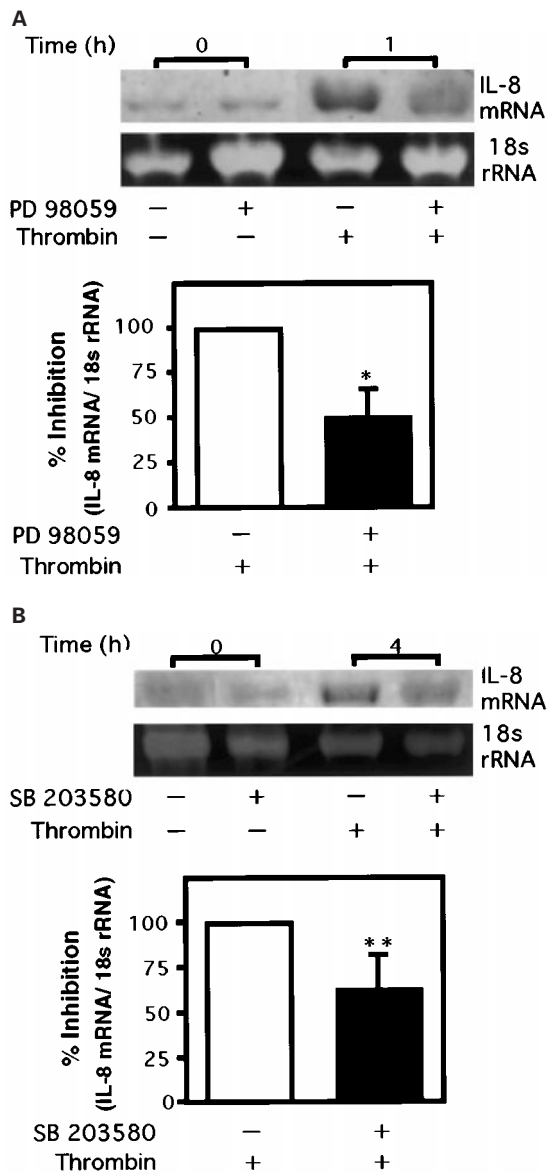 A
Time (h) 0 1
IL-8
mRNA
18s
rRNA
PD 98059 — + — +
Thrombin — — + +
% Inhibition
(IL-8 mRNA/ 18s rRNA)
100
75
50
25
0
*
PD 98059 — +
Thrombin + +
B
Time (h) 0 4
IL-8
mRNA
18s
rRNA
SB 203580 — + — +
Thrombin — — + +
% Inhibition
(IL-8 mRNA/ 18s rRNA)
100
75
50
25
0
**
SB 203580 — +
Thrombin + +